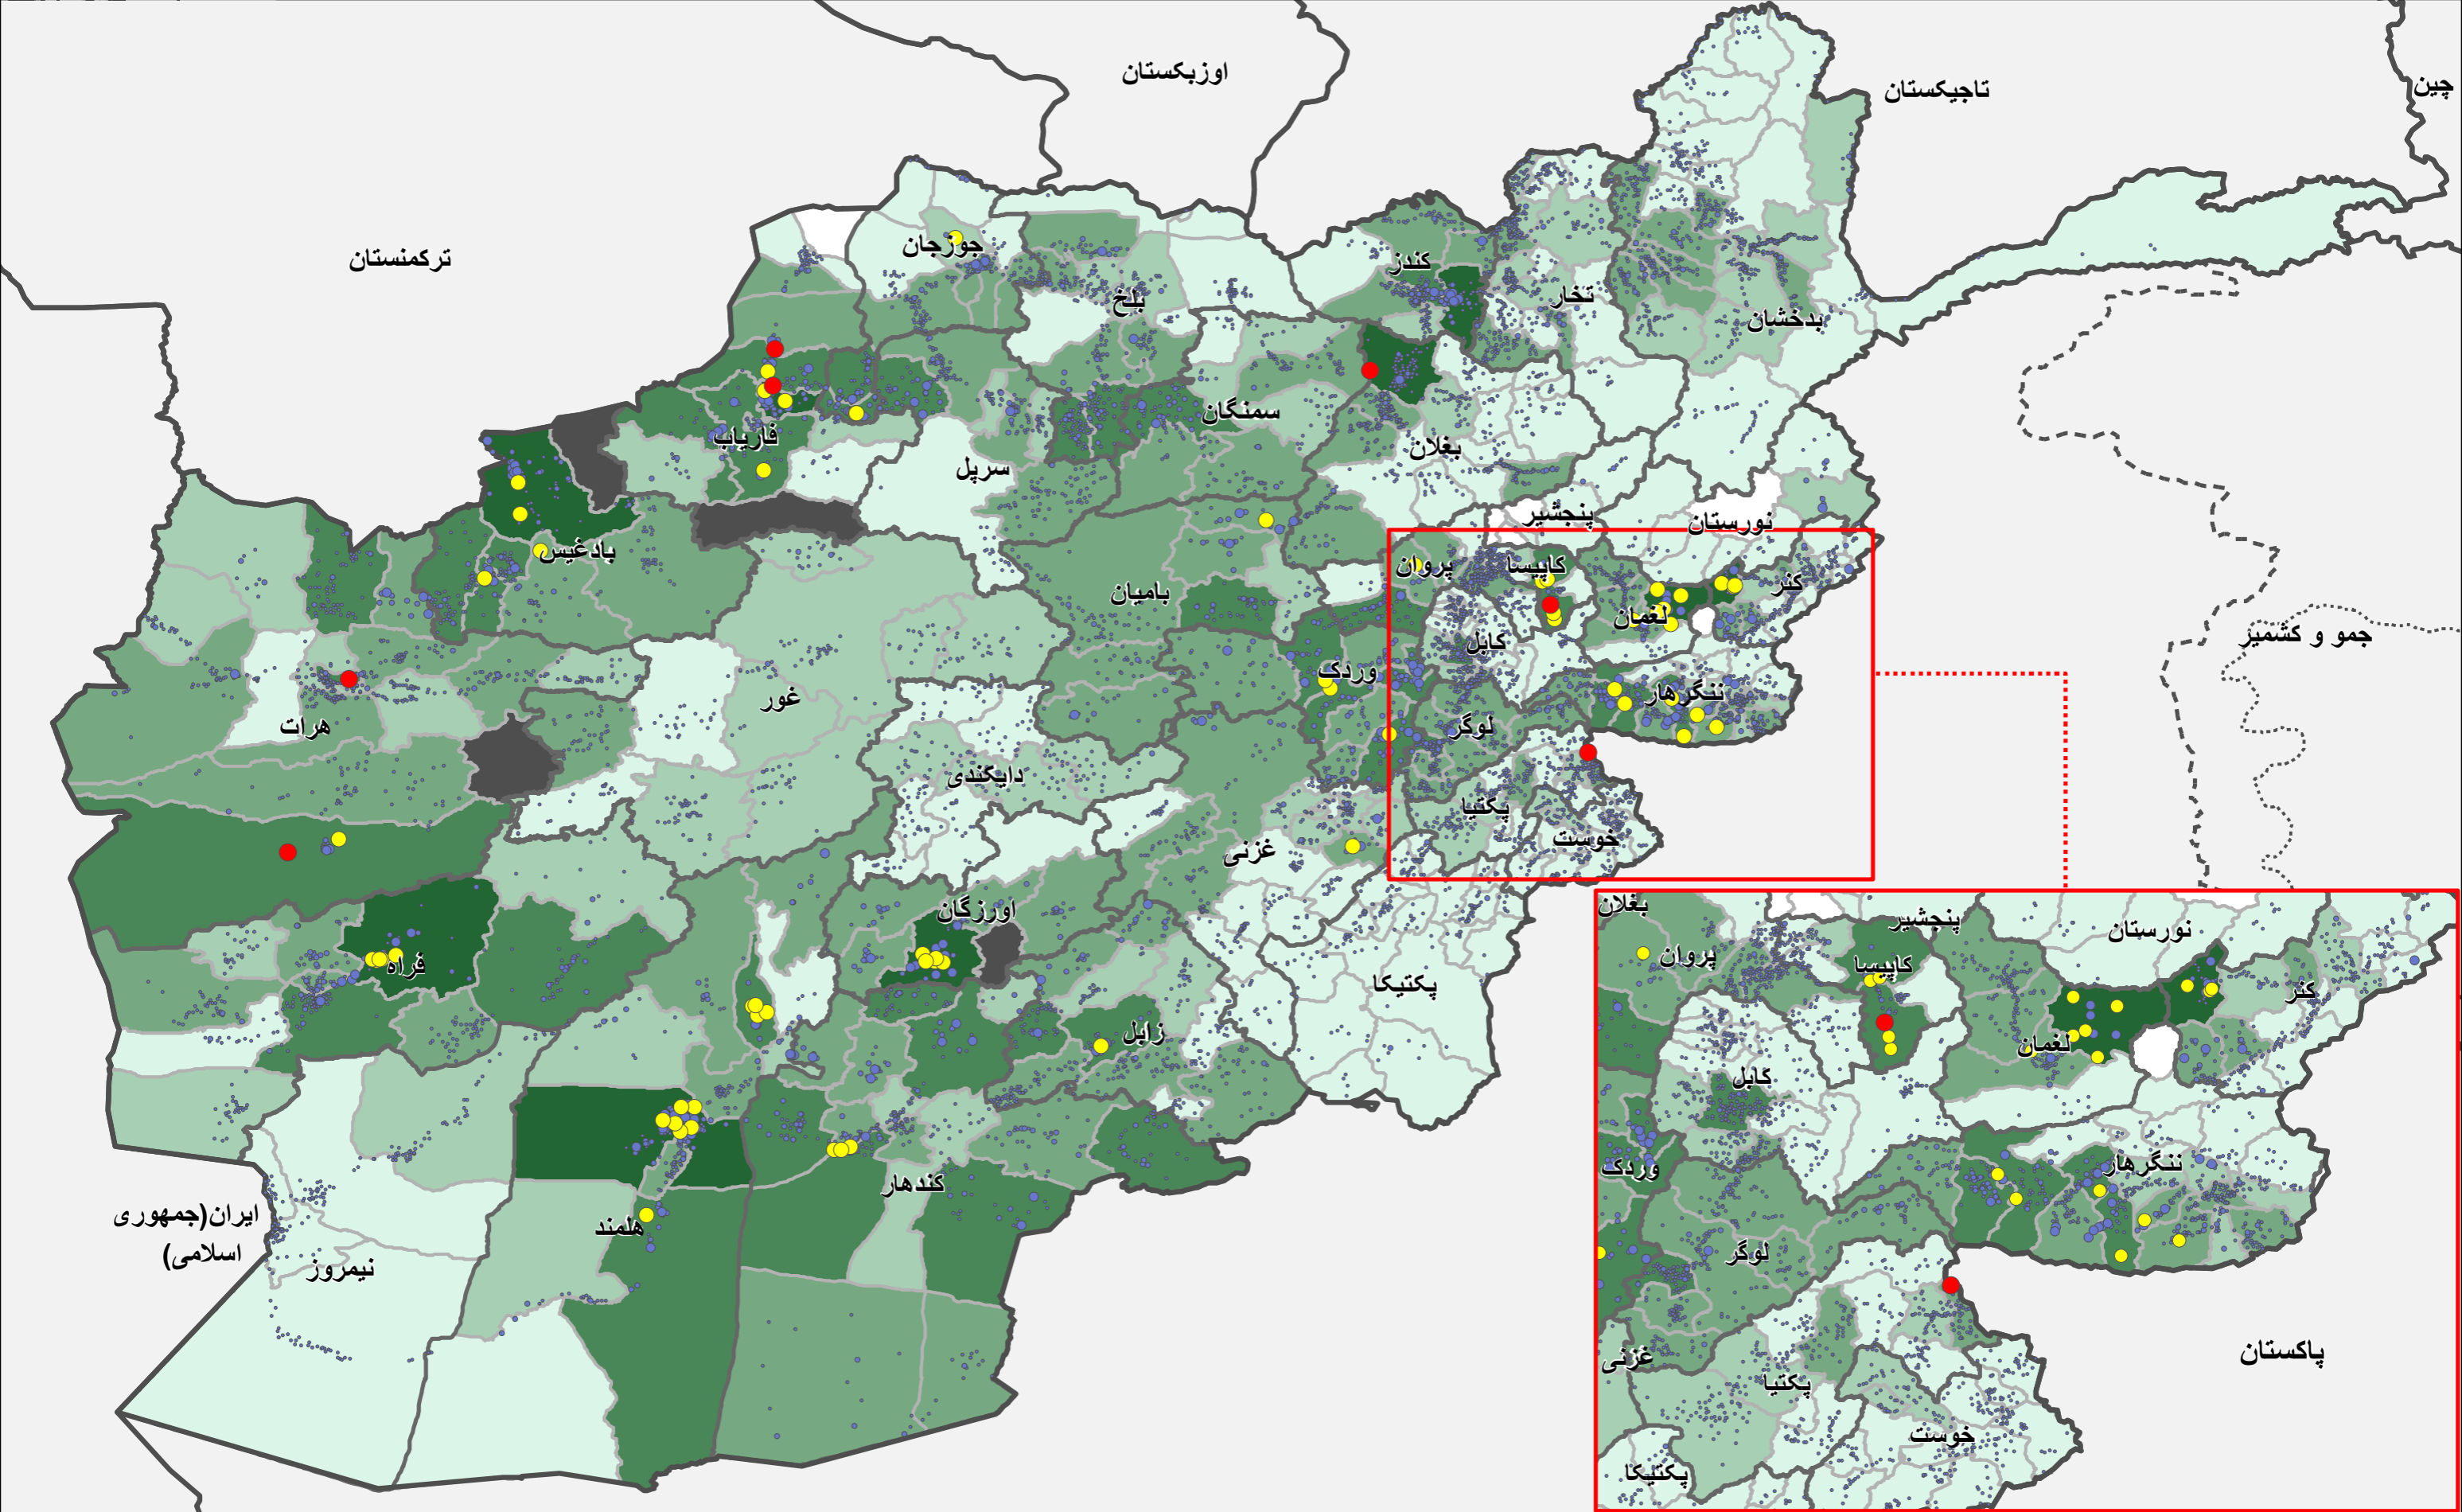 اوزبکستان
تاجیکستان
چین
ترکمنستان
جوزجان
کندز
بلخ
تخار
بدخشان
سمنگان
فاریاب
بغلان
سرپل
پنجشیر
نورستان
بادغیس
پروان
کاپیسا
کنر
بامیان
لغمان
جمو و کشمیر
کابل
وردک
ننگرهار
غور
هرات
لوگر
دایکندی
پکتیا
خوست
غزنی
اورزگان
فراه
پکتیکا
زابل
کندهار
هلمند
ایران(جمهوری
اسلامی)
نیمروز
بغلان
پنجشیر
نورستان
پروان
کاپیسا
کنر
لغمان
کابل
وردک
ننگرهار
لوگر
غزنی
پاکستان
پکتیا
خوست
پکتیکا